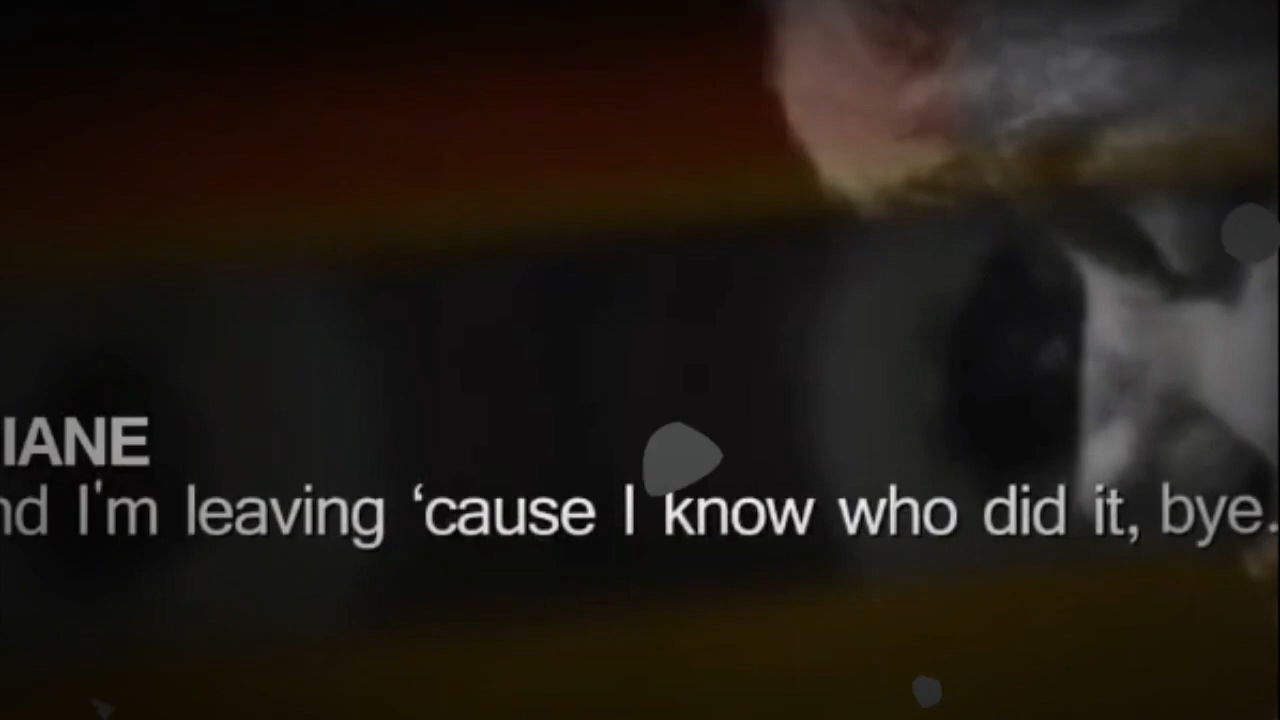 IANE
nd I'm leaving ‘cause I know who did it, bye.